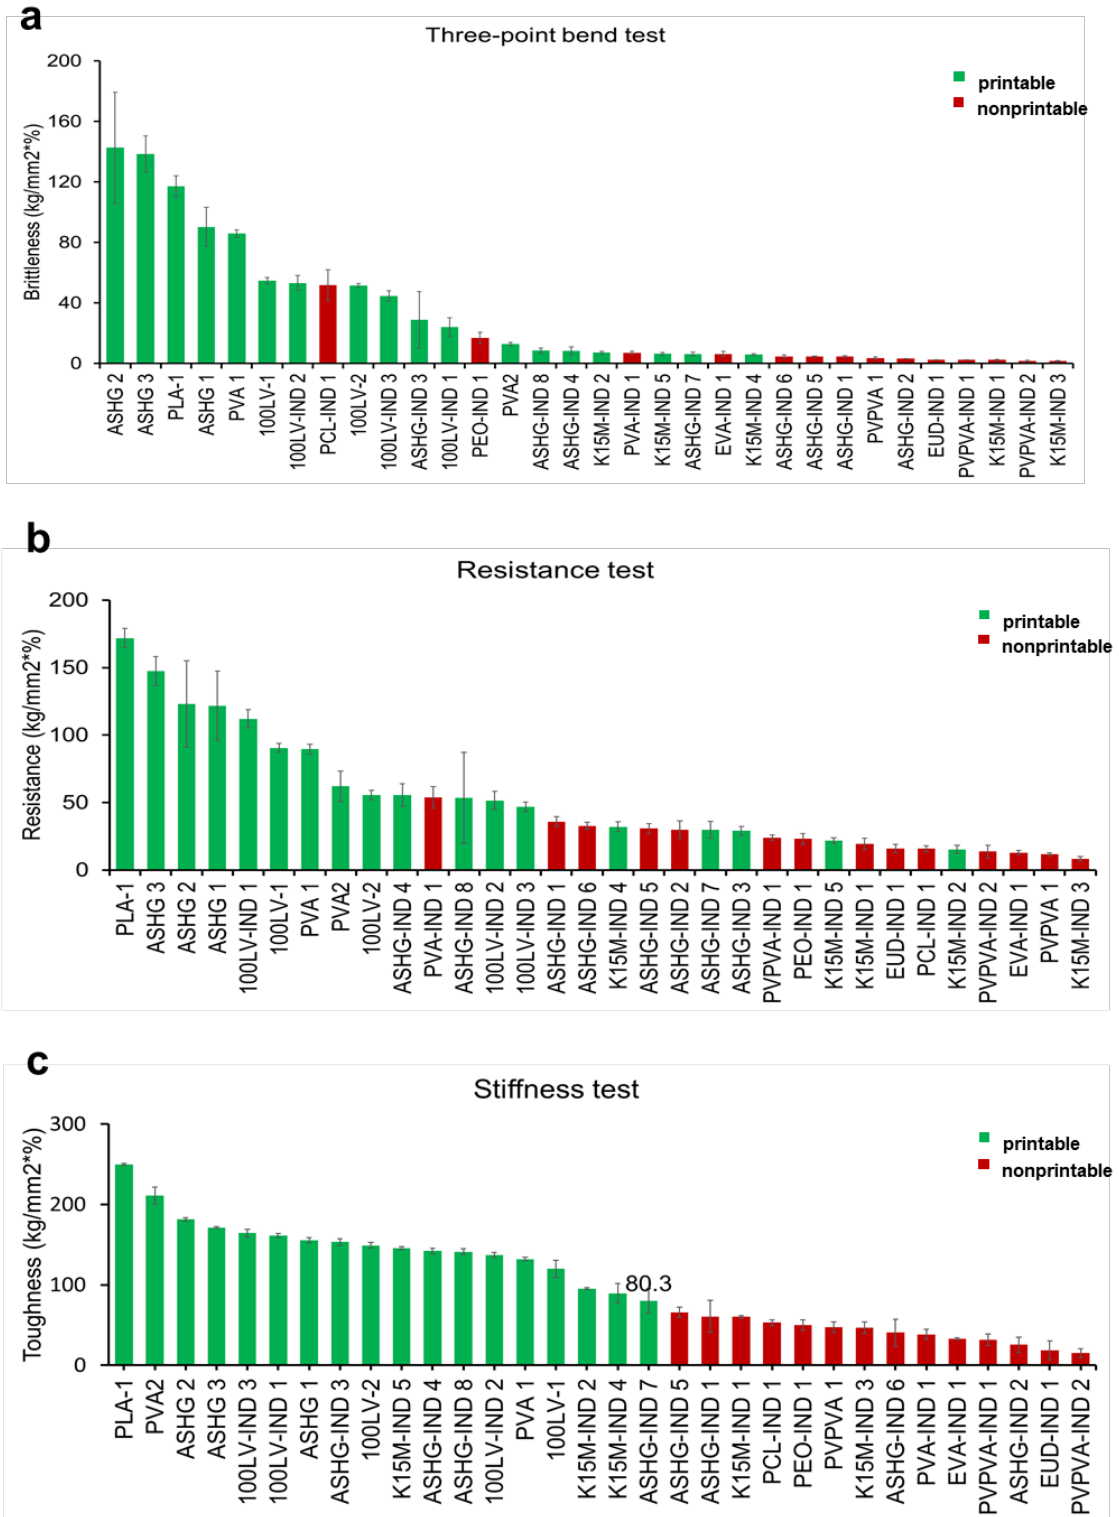 a
Three-point bend test
200
160
120
80
40
0
Brittleness (kg/mm2*%)
printable
nonprintable
ASHG 2
ASHG 3
PLA-1
ASHG 1
PVA 1
100LV-1
100LV-IND 2
PCL-IND 1
100LV-2
100LV-IND 3
ASHG-IND 3
100LV-IND 1
PEO-IND 1
PVA2
ASHG-IND 8
ASHG-IND 4
K15M-IND 2
PVA-IND 1
K15M-IND 5
ASHG-IND 7
EVA-IND 1
K15M-IND 4
ASHG-IND 6
ASHG-IND 5
ASHG-IND 1
PVPVA 1
ASHG-IND 2
EUD-IND 1
PVPVA-IND 1
K15M-IND 1
PVPVA-IND 2
K15M-IND 3
b
Resistance test
200
150
100
50
0
Resistance (kg/mm2*%)
printable
nonprintable
PLA-1
ASHG 3
ASHG 2
ASHG 1
100LV-IND 1
100LV-1
PVA 1
PVA2
100LV-2
ASHG-IND 4
PVA-IND 1
ASHG-IND 8
100LV-IND 2
100LV-IND 3
ASHG-IND 1
ASHG-IND 6
K15M-IND 4
ASHG-IND 5
ASHG-IND 2
ASHG-IND 7
ASHG-IND 3
PVPVA-IND 1
PEO-IND 1
K15M-IND 5
K15M-IND 1
EUD-IND 1
PCL-IND 1
K15M-IND 2
PVPVA-IND 2
EVA-IND 1
PVPVA 1
K15M-IND 3
c
Stiffness test
300
200
100
0
Toughness (kg/mm2*%)
printable
nonprintable
80.3
PLA-1
PVA2
ASHG 2
ASHG 3
100LV-IND 3
100LV-IND 1
ASHG 1
ASHG-IND 3
100LV-2
K15M-IND 5
ASHG-IND 4
ASHG-IND 8
100LV-IND 2
PVA 1
100LV-1
K15M-IND 2
K15M-IND 4
ASHG-IND 7
ASHG-IND 5
ASHG-IND 1
K15M-IND 1
PCL-IND 1
PEO-IND 1
PVPVA 1
K15M-IND 3
ASHG-IND 6
PVA-IND 1
EVA-IND 1
PVPVA-IND 1
ASHG-IND 2
EUD-IND 1
PVPVA-IND 2